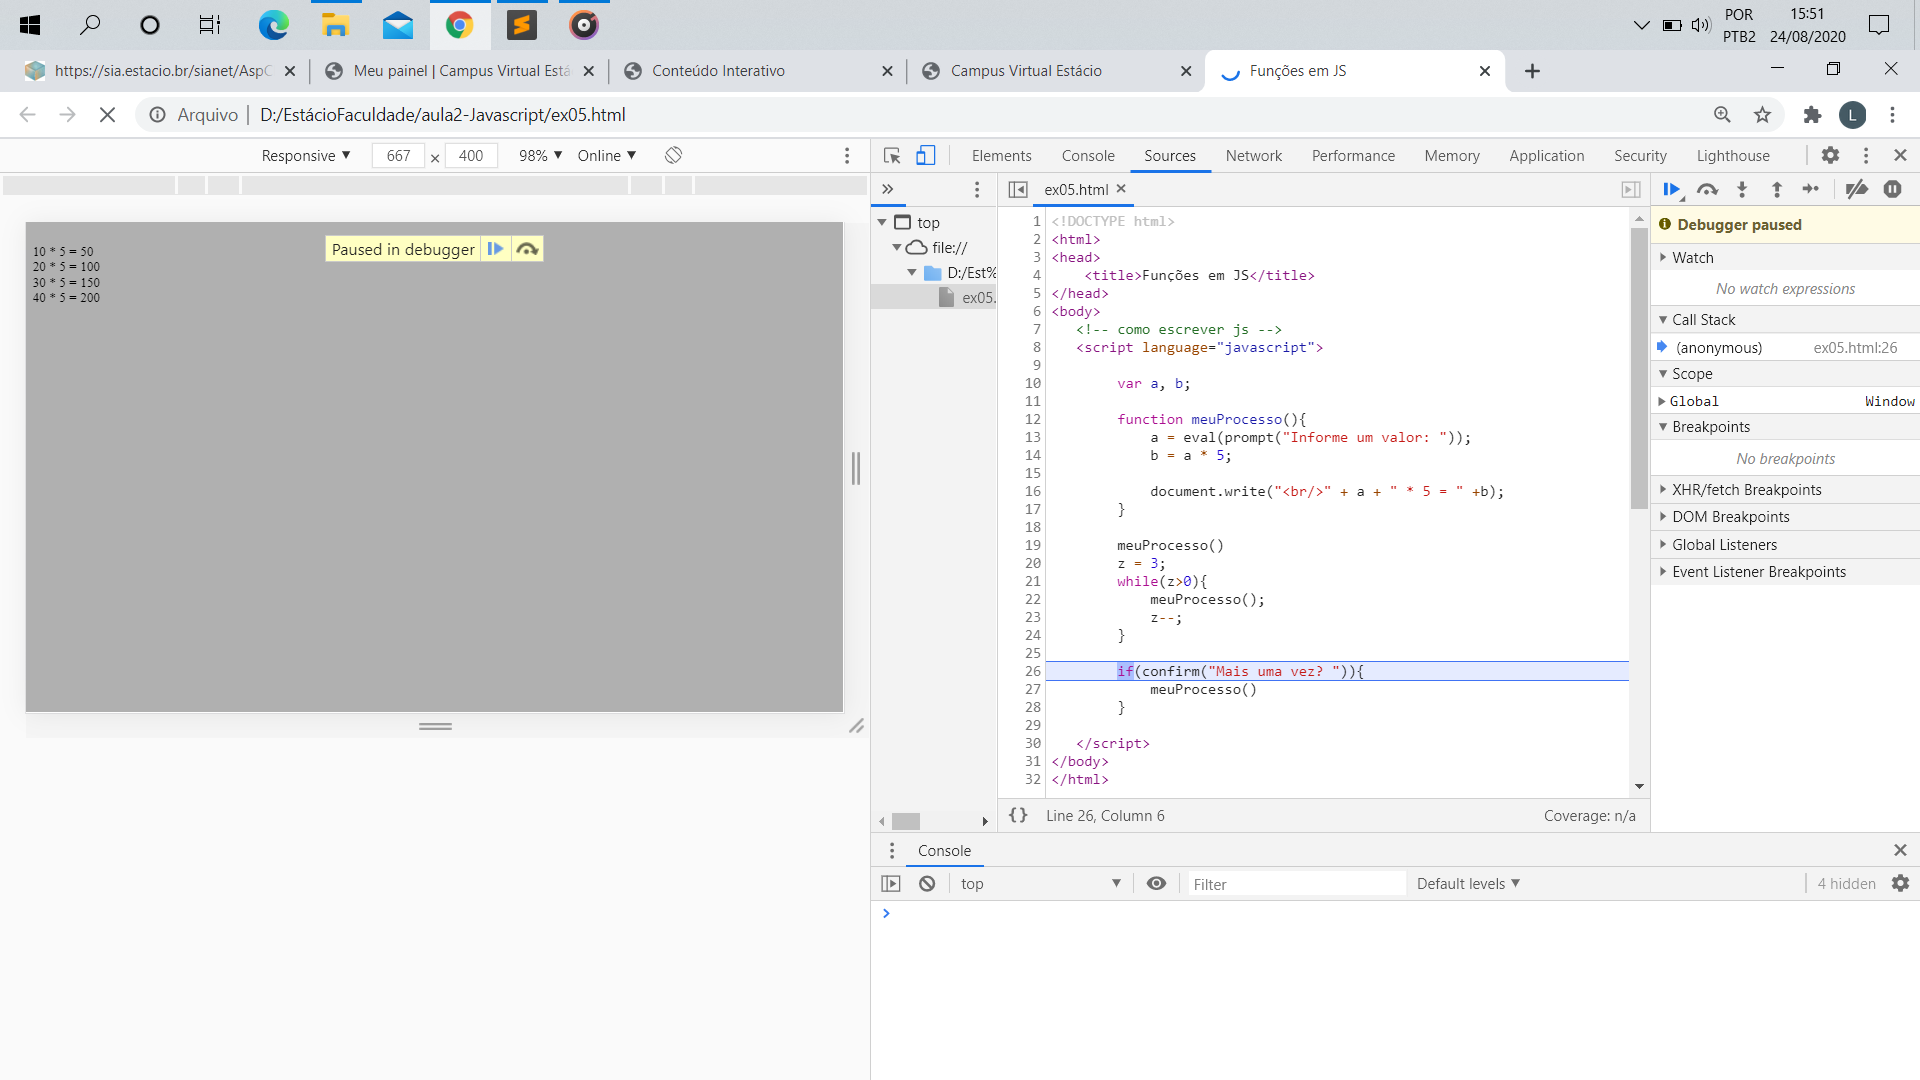 POR
PTB2
15:51
24/08/2020
https://sia.estacio.br/sianet/AspC
Meu painel | Campus Virtual Está
Conteúdo Interativo
Campus Virtual Estácio
Funções em JS
Arquivo
D:/EstácioFaculdade/aula2-Javascript/ex05.html
L
Responsive
667 × 400
98%
Online
Elements
Console
Sources
Network
Performance
Memory
Application
Security
Lighthouse
10 * 5 = 50
20 * 5 = 100
30 * 5 = 150
40 * 5 = 200
Paused in debugger
top
file://
D:/Est%
ex05.
ex05.html
1 <!DOCTYPE html>
2 <html>
3 <head>
4 <title>Funções em JS</title>
5 </head>
6 <body>
7 <!-- como escrever js -->
8 <script language="javascript">
9
10 var a, b;
11
12 function meuProcesso(){
13 a = eval(prompt("Informe um valor: "));
14 b = a * 5;
15
16 document.write("<br/>" + a + " * 5 = " +b);
17 }
18
19 meuProcesso()
20 z = 3;
21 while(z>0){
22 meuProcesso();
23 z--;
24 }
25
26 if(confirm("Mais uma vez? ")){
27 meuProcesso()
28 }
29
30 </script>
31 </body>
32 </html>
{} Line 26, Column 6
Coverage: n/a
Debugger paused
Watch
No watch expressions
Call Stack
(anonymous) ex05.html:26
Scope
Global Window
Breakpoints
No breakpoints
XHR/fetch Breakpoints
DOM Breakpoints
Global Listeners
Event Listener Breakpoints
Console
top
Filter
Default levels
4 hidden